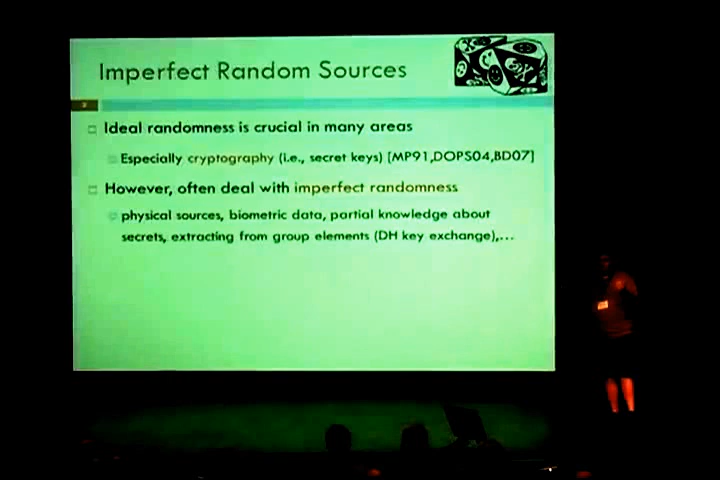 Imperfect Random Sources
2
Ideal randomness is crucial in many areas
Especially cryptography (i.e., secret keys) [MP91,DOPS04,BD07]
However, often deal with imperfect randomness
physical sources, biometric data, partial knowledge about
secrets, extracting from group elements (DH key exchange),...